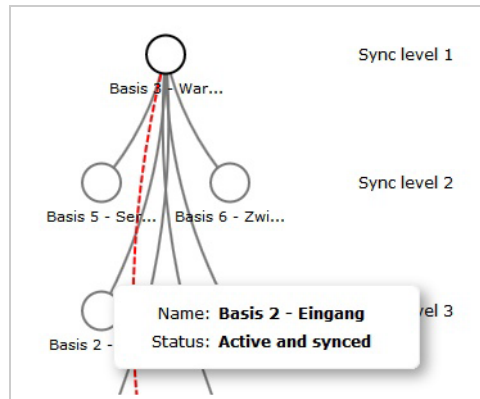 Sync level 1
Basis 3 - War...
Sync level 2
Basis 5 - Ser... Basis 6 - Zwi...
Name: Basis 2 - Eingang
vel 3
Basis 2 -
Status: Active and synced